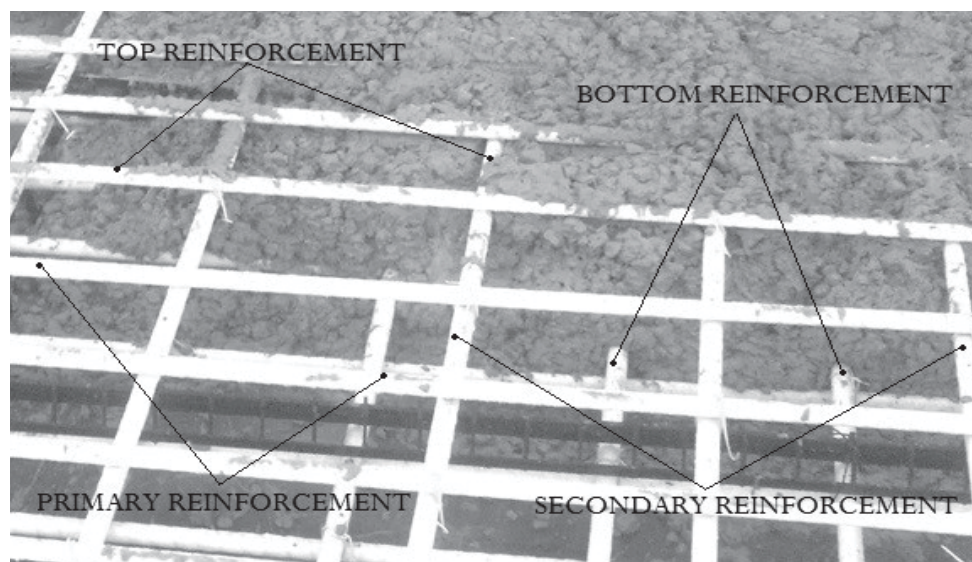 TOP REINFORCEMENT
BOTTOM REINFORCEMENT
PRIMARY REINFORCEMENT
SECONDARY REINFORCEMENT